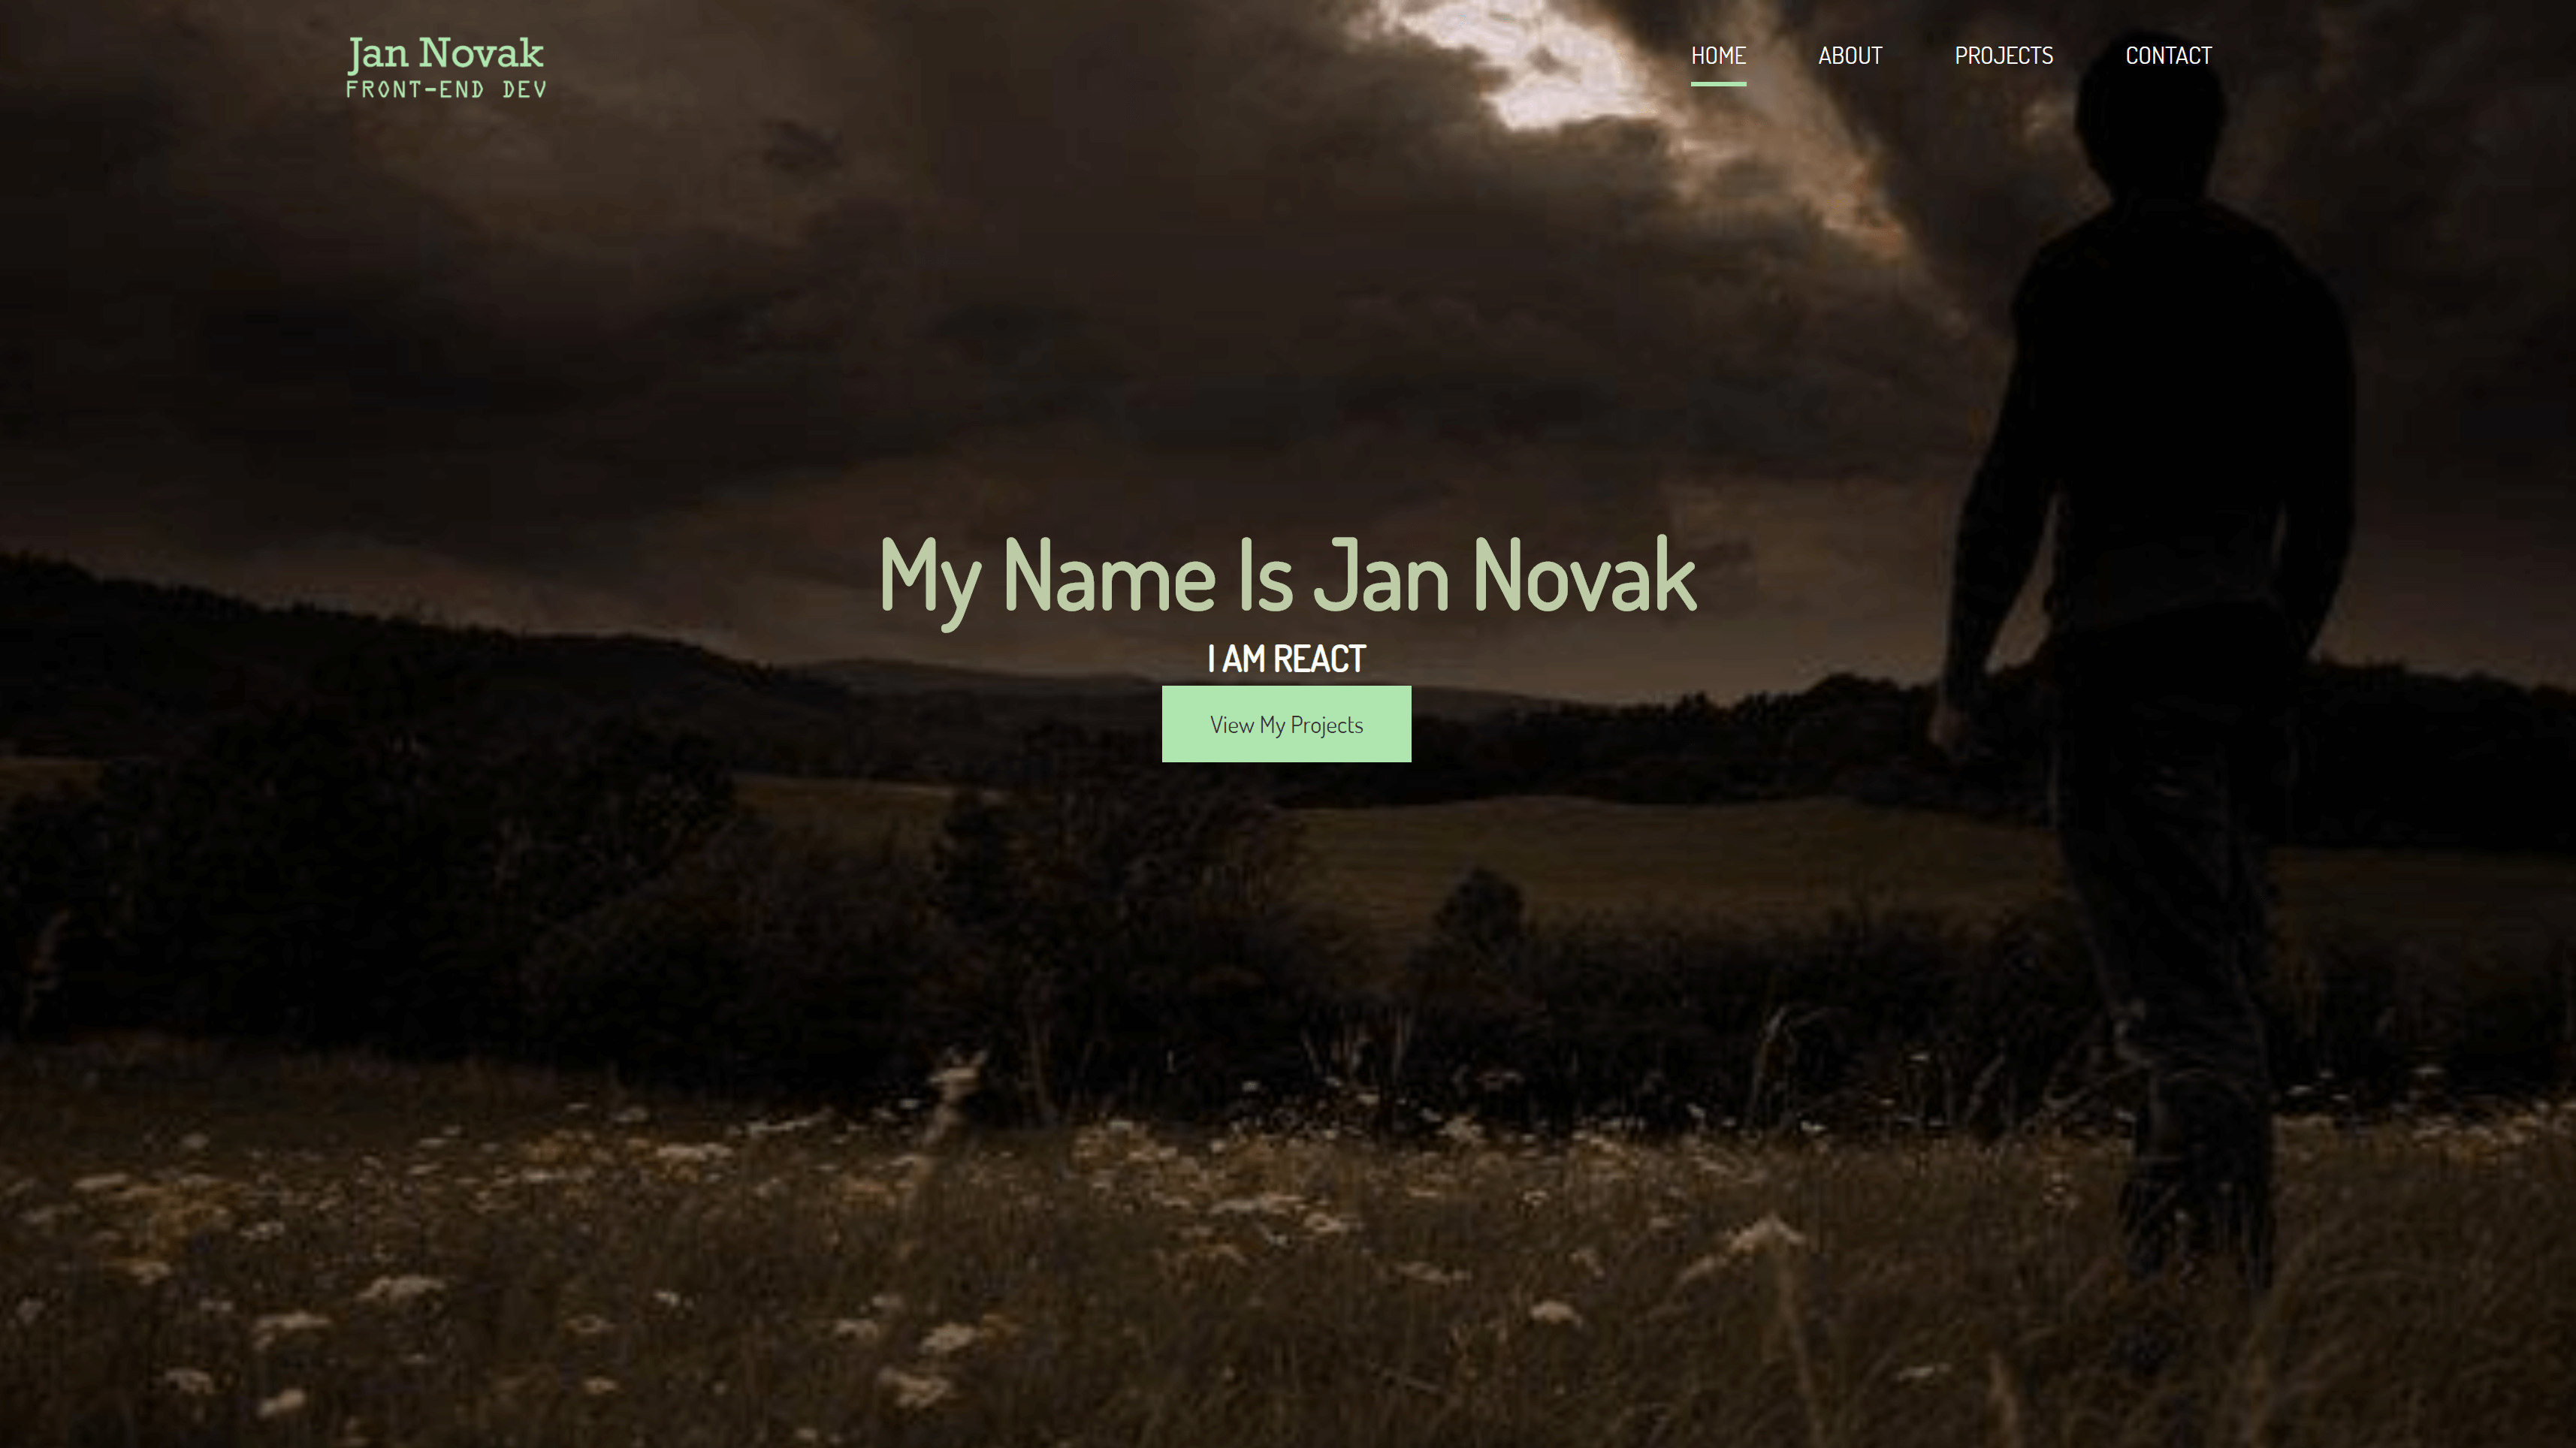 Jan Novak
FRONT-END DEV
HOME
ABOUT
PROJECTS
CONTACT
My Name Is Jan Novak
I AM REACT
View My Projects